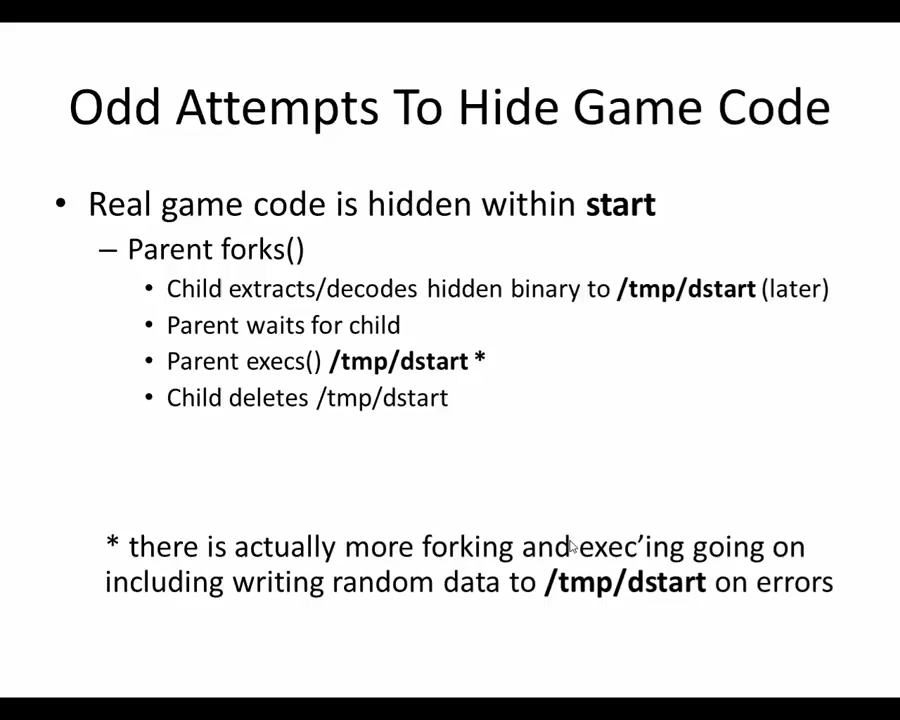 Odd Attempts To Hide Game Code
• Real game code is hidden within start
– Parent forks()
• Child extracts/decodes hidden binary to /tmp/dstart (later)
• Parent waits for child
• Parent execs() /tmp/dstart *
• Child deletes /tmp/dstart
* there is actually more forking and exec’ing going on
including writing random data to /tmp/dstart on errors